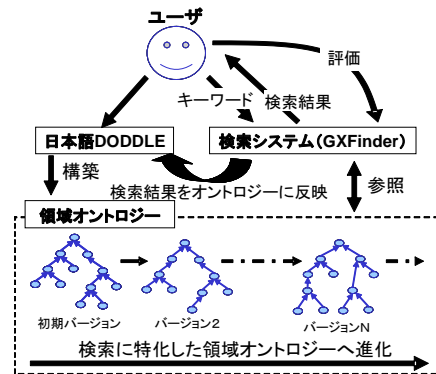 ユーザ
評価
キーワード
検索結果
日本語DODDLE
検索システム(GXFinder)
構築
検索結果をオントロジーに反映
参照
領域オントロジー
初期バージョン
バージョン2
バージョンN
検索に特化した領域オントロジーへ進化